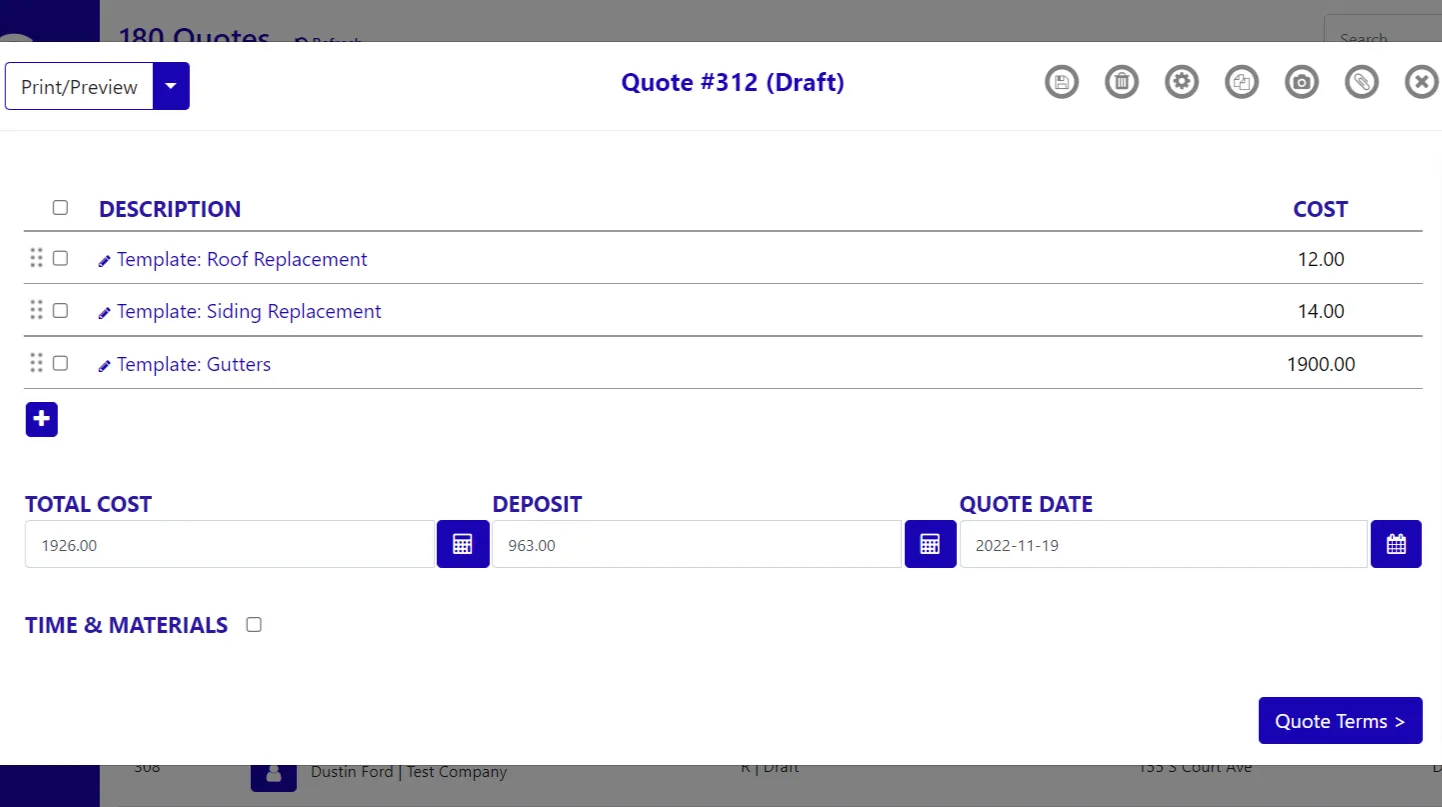 180 Quotes Refresh Search
Print/Preview Quote #312 (Draft)
DESCRIPTION COST
Template: Roof Replacement 12.00
Template: Siding Replacement 14.00
Template: Gutters 1900.00
TOTAL COST DEPOSIT QUOTE DATE
1926.00 963.00 2022-11-19
TIME & MATERIALS
Quote Terms >
308 Dustin Ford | Test Company R | Draft 155 S Court Ave